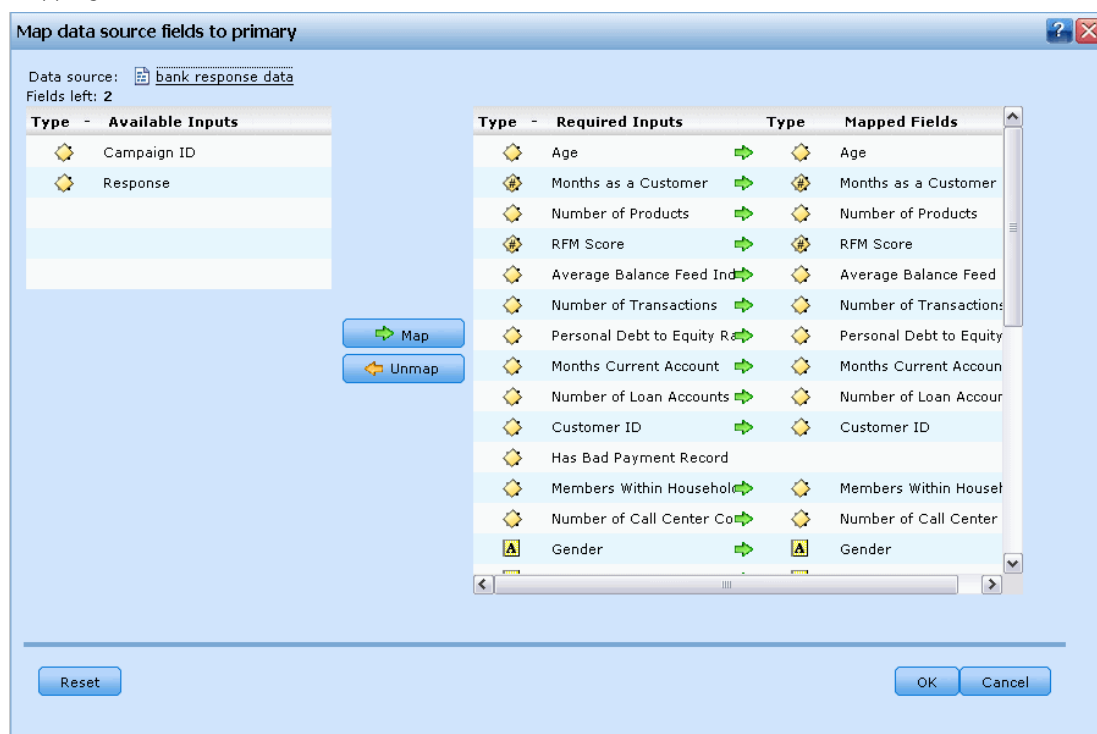 Map data source fields to primary
Data source: bank response data
Fields left: 2
Type - Available Inputs
Campaign ID
Response
Map
Unmap
Type - Required Inputs Type Mapped Fields
Age Age
# Months as a Customer # Months as a Customer
Number of Products Number of Products
# RFM Score # RFM Score
Average Balance Feed Ind Average Balance Feed
Number of Transactions Number of Transactions
Personal Debt to Equity Ra Personal Debt to Equity
Months Current Account Months Current Accoun
Number of Loan Accounts Number of Loan Accour
Customer ID Customer ID
Has Bad Payment Record
Members Within Household Members Within Househ
Number of Call Center Co Number of Call Center
A Gender A Gender
Reset
OK Cancel